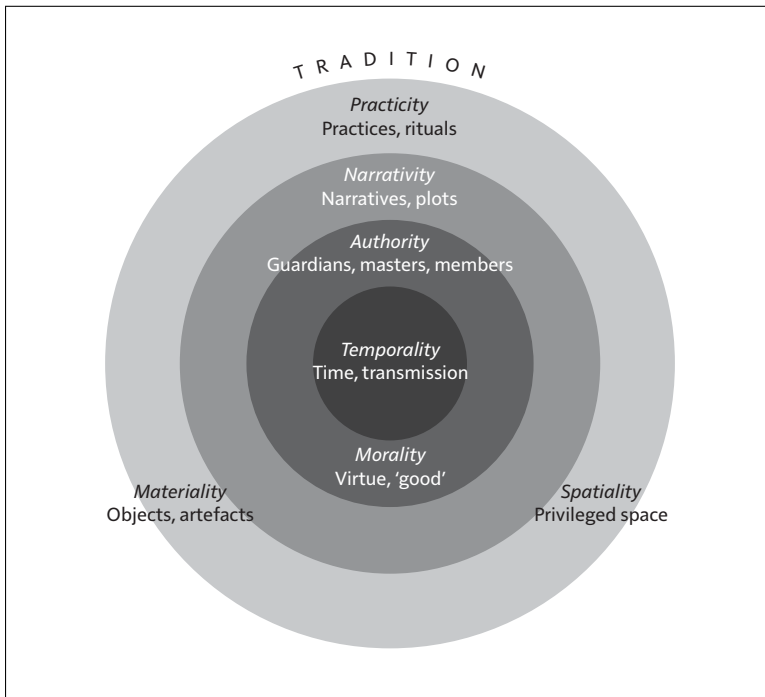 TRADITION
Practicity
Practices, rituals
Narrativity
Narratives, plots
Authority
Guardians, masters, members
Temporality
Time, transmission
Morality
Virtue, ‘good’
Materiality
Objects, artefacts
Spatiality
Privileged space